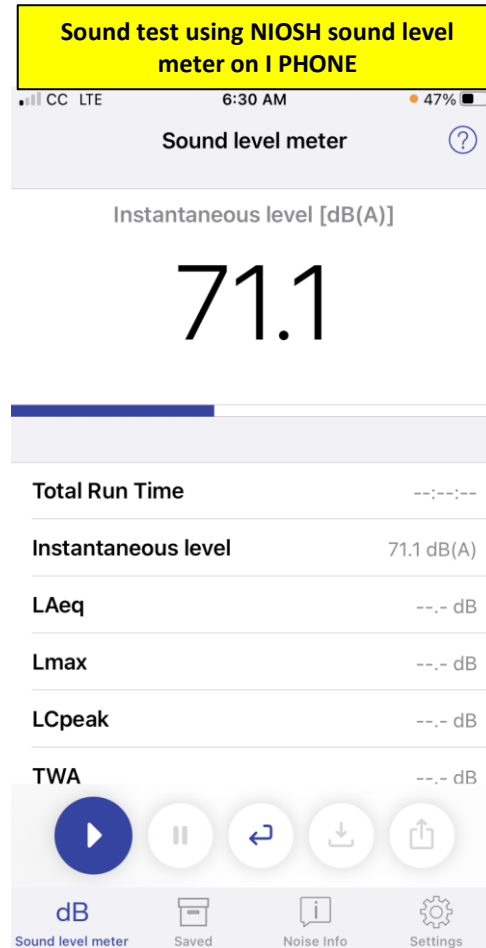 Sound test using NIOSH sound level
meter on I PHONE
CC LTE 6:30 AM 47%
Sound level meter ?
Instantaneous level [dB(A)]
71.1
Total Run Time --:--:--
Instantaneous level 71.1 dB(A)
LAeq --.- dB
Lmax --.- dB
LCpeak --.- dB
TWA --.- dB
dB
Sound level meter Saved Noise Info Settings